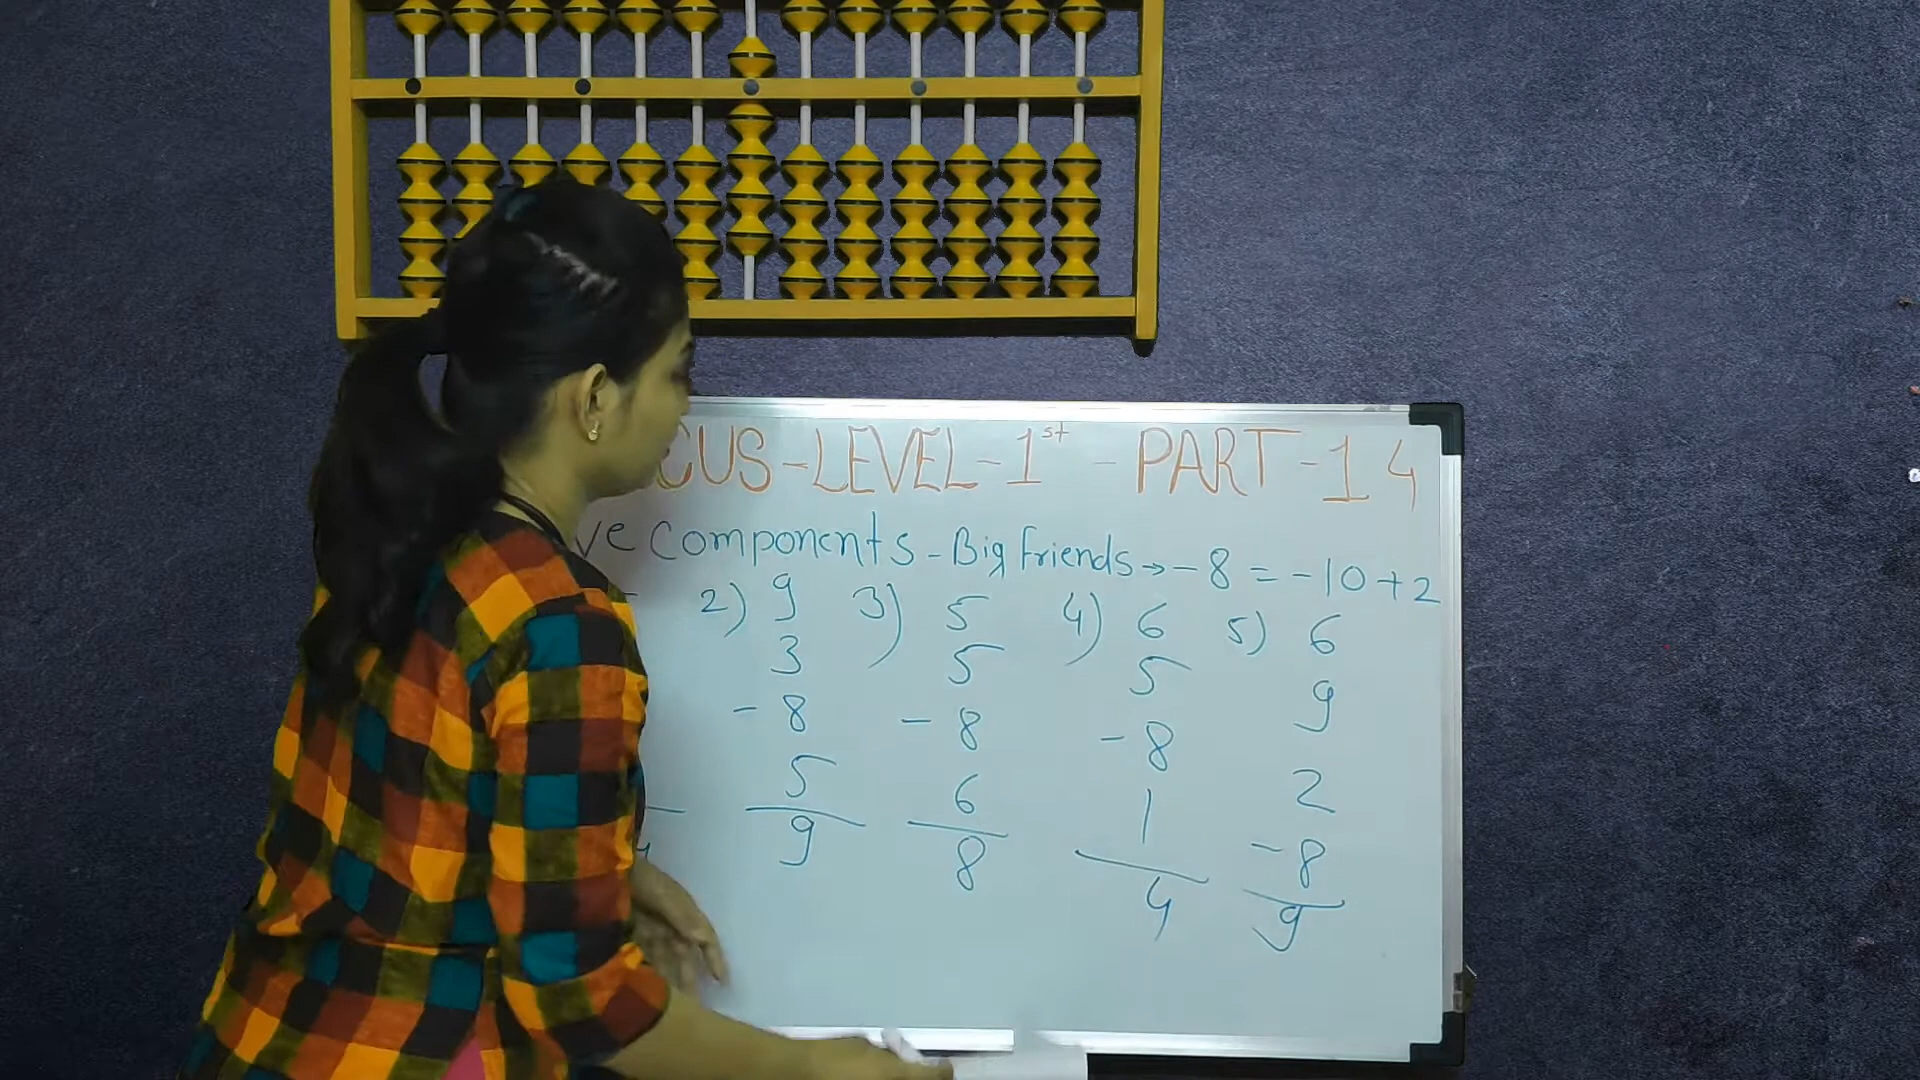 CUS-LEVEL-1st - PART-14
ve Components - Big friends → -8 = -10+2
2) 9 3) 5 4) 6 5) 6
3 5 5 9
-8 -8 -8 2
5 6 1 -8
9 8 4 9